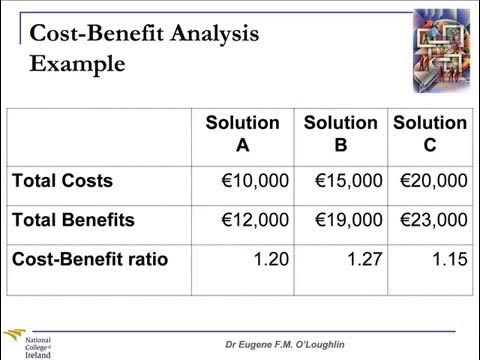 Cost-Benefit Analysis
Example
Solution A Solution B Solution C
Total Costs €10,000 €15,000 €20,000
Total Benefits €12,000 €19,000 €23,000
Cost-Benefit ratio 1.20 1.27 1.15
National
College of
Ireland
Dr Eugene F.M. O'Loughlin